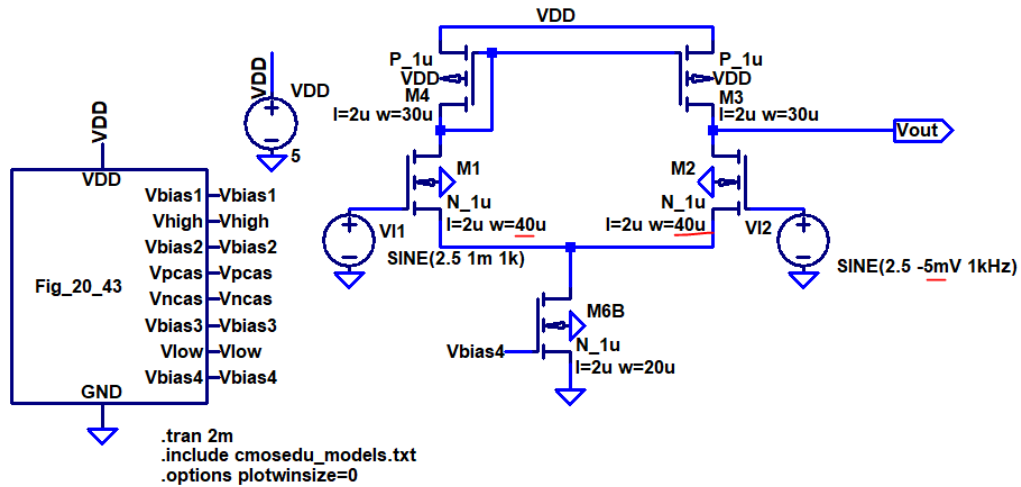 VDD
P_1u
VDD
M4
l=2u w=30u
P_1u
VDD
M3
l=2u w=30u
VDD
VDD
5
Vout
VDD
VDD
M1
N_1u
l=2u w=40u
M2
N_1u
l=2u w=40u
Vbias1 Vbias1
Vhigh Vhigh
Vbias2 Vbias2
Vpcas Vpcas
Vncas Vncas
Vbias3 Vbias3
Vlow Vlow
Vbias4 Vbias4
Fig_20_43
GND
VI1
SINE(2.5 1m 1k)
VI2
SINE(2.5 -5mV 1kHz)
M6B
Vbias4
N_1u
l=2u w=20u
.tran 2m
.include cmosedu_models.txt
.options plotwinsize=0